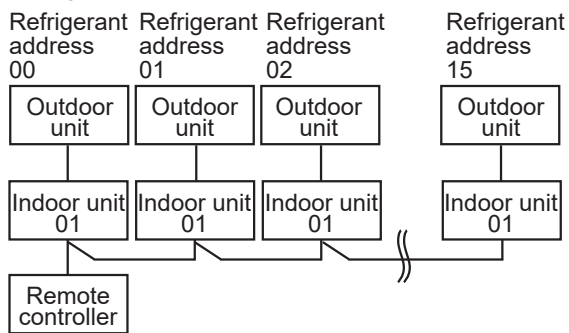 Refrigerant address 00
Refrigerant address 01
Refrigerant address 02
Refrigerant address 15
Outdoor unit
Outdoor unit
Outdoor unit
Outdoor unit
Indoor unit 01
Indoor unit 01
Indoor unit 01
Indoor unit 01
Remote controller